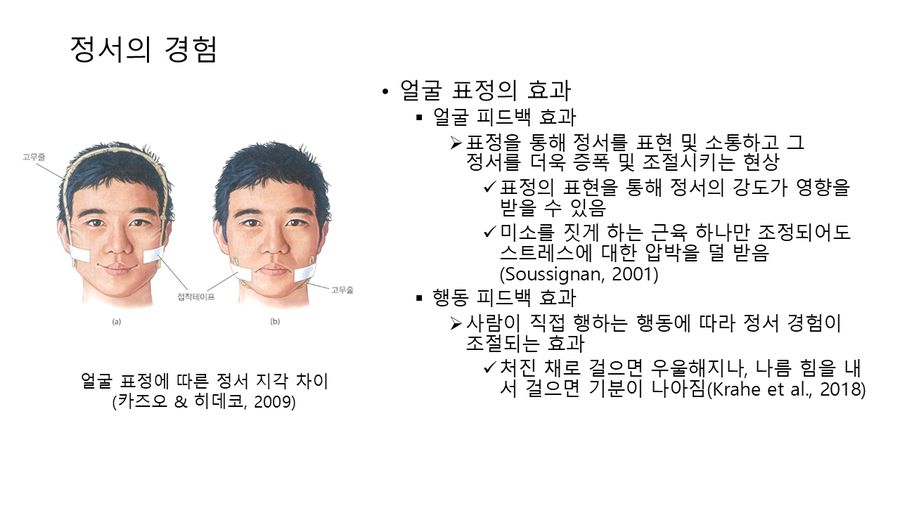 정서의 경험
• 얼굴 표정의 효과
▪ 얼굴 피드백 효과
➢ 표정을 통해 정서를 표현 및 소통하고 그
정서를 더욱 증폭 및 조절시키는 현상
✓ 표정의 표현을 통해 정서의 강도가 영향을
받을 수 있음
✓ 미소를 짓게 하는 근육 하나만 조정되어도
스트레스에 대한 압박을 덜 받음
(Soussignan, 2001)
▪ 행동 피드백 효과
➢ 사람이 직접 행하는 행동에 따라 정서 경험이
조절되는 효과
✓ 처진 채로 걸으면 우울해지나, 나름 힘을 내
서 걸으면 기분이 나아짐(Krahe et al., 2018)
고무줄
접착테이프
고무줄
(a)
(b)
얼굴 표정에 따른 정서 지각 차이
(카즈오 & 히데코, 2009)